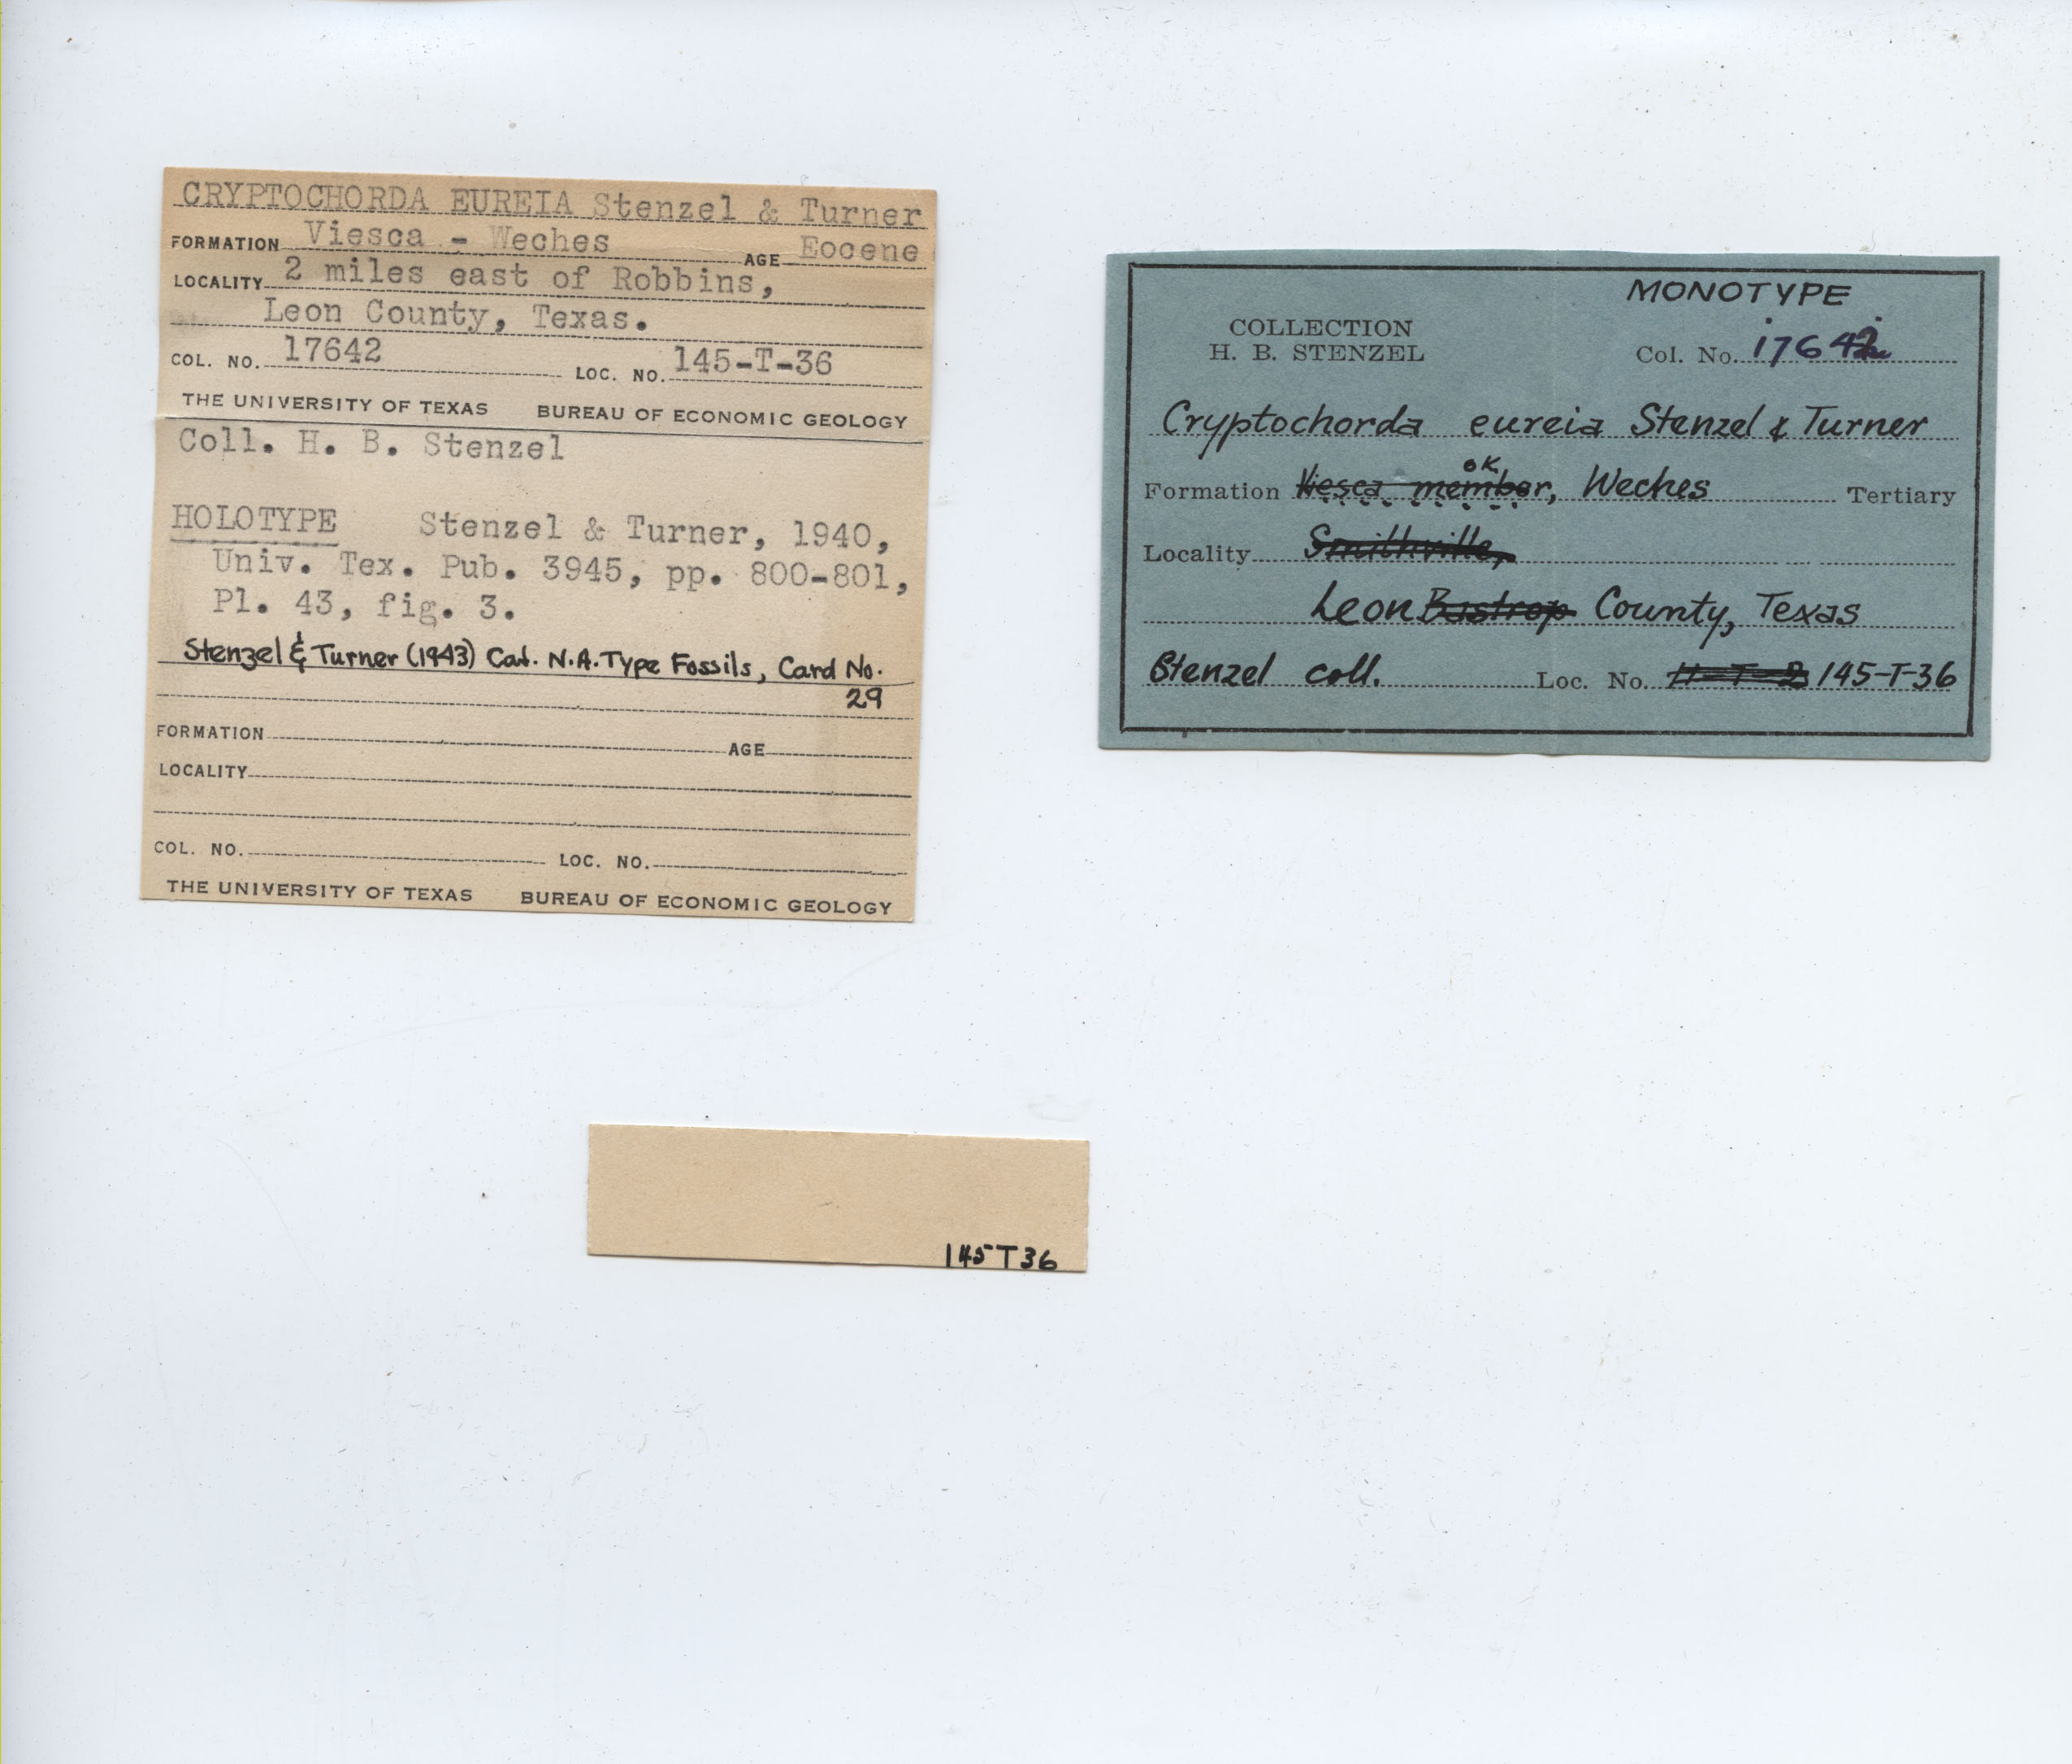 CRYPTOCHORDA EUREIA Stenzel & Turner
FORMATION Viesca - Weches AGE Eocene
LOCALITY 2 miles east of Robbins,
Leon County, Texas.
COL. NO. 17642 LOC. NO. 145-T-36
THE UNIVERSITY OF TEXAS BUREAU OF ECONOMIC GEOLOGY
Coll. H. B. Stenzel
HOLOTYPE Stenzel & Turner, 1940,
Univ. Tex. Pub. 3945, pp. 800-801,
Pl. 43, fig. 3.
Stenzel & Turner (1943) Cat. N.A. Type Fossils, Card No.
29
FORMATION AGE
LOCALITY
COL. NO. LOC. NO.
THE UNIVERSITY OF TEXAS BUREAU OF ECONOMIC GEOLOGY
MONOTYPE
COLLECTION
H. B. STENZEL
Col. No. 17642
Cryptochorda eureia Stenzel & Turner
OK
Formation Viesca member, Weches Tertiary
Locality Smithville,
Leon Bastrop County, Texas
Stenzel coll. Loc. No. 145-T-36
145T36